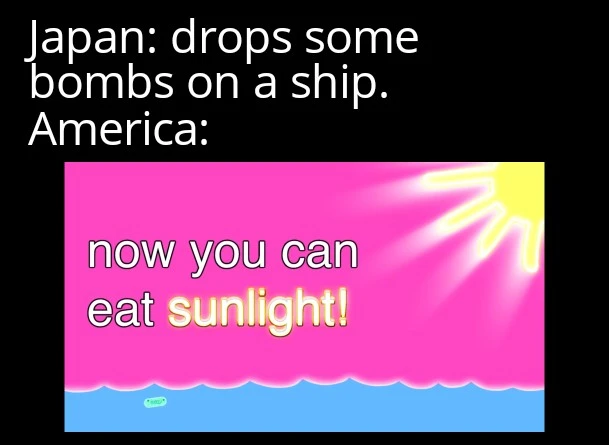 Japan: drops some
bombs on a ship.
America:
now you can
eat sunlight!